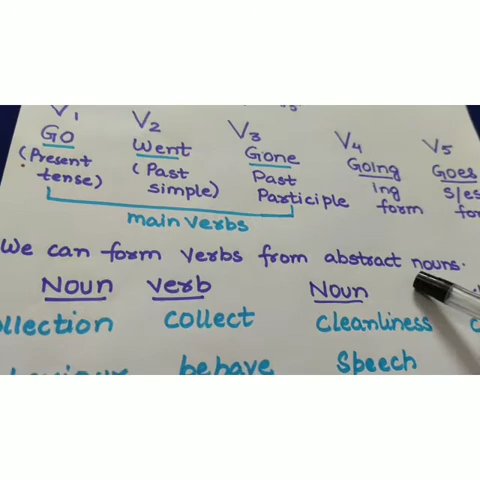 V1 V2 V3 V4 V5
GO Went Gone Going Goes
(Present (Past Past ing s/es
tense) simple) Participle form
main verbs
We can form verbs from abstract nouns.
Noun verb Noun
collect cleanliness
behave Speech